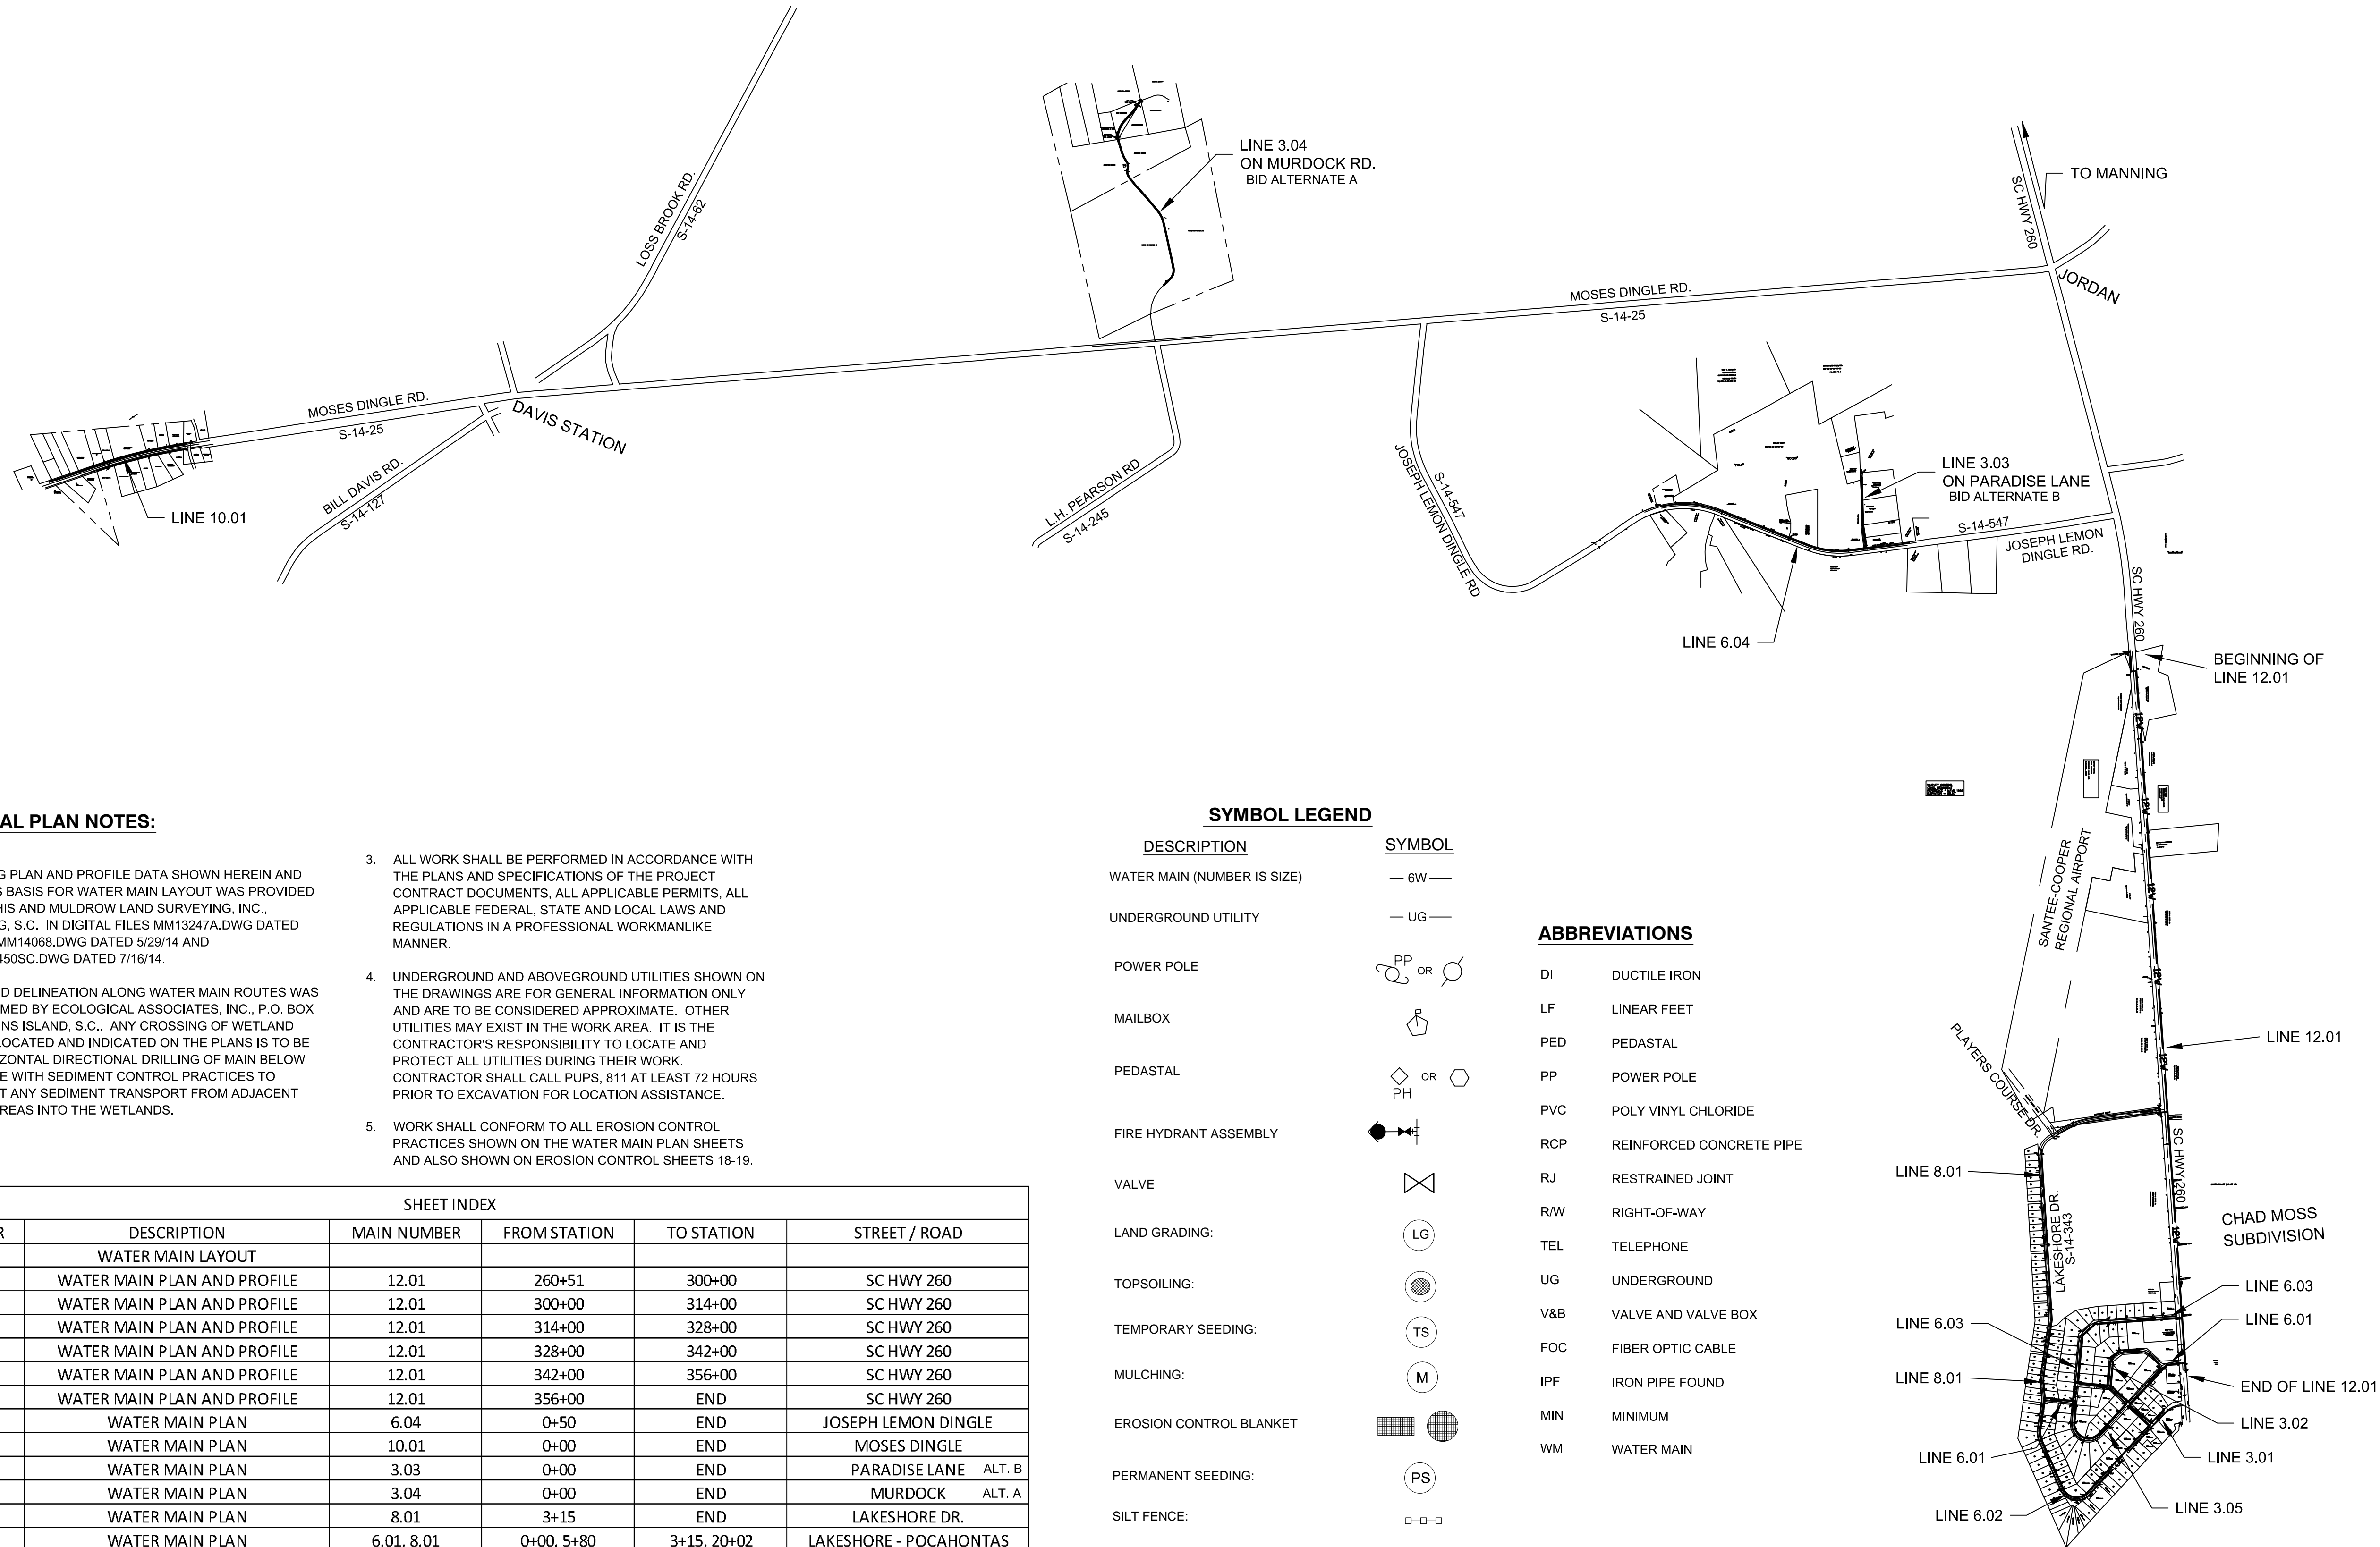 LINE 3.04
ON MURDOCK RD.
BID ALTERNATE A
TO MANNING
SC HWY 260
JORDAN
LOSS BROOK RD.
S-14-62
MOSES DINGLE RD.
S-14-25
MOSES DINGLE RD.
S-14-25
DAVIS STATION
BILL DAVIS RD.
S-14-127
LINE 10.01
L.H. PEARSON RD
S-14-245
S-14-547
JOSEPH LEMON DINGLE RD
LINE 3.03
ON PARADISE LANE
BID ALTERNATE B
S-14-547
JOSEPH LEMON
DINGLE RD.
LINE 6.04
SC HWY 260
BEGINNING OF
LINE 12.01
12W
12W
12W
12W
12W
12W
SANTEE-COOPER
REGIONAL AIRPORT
LINE 12.01
PLAYERS COURSE DR.
LINE 8.01
LAKESHORE DR.
S-14-343
SC HWY 260
CHAD MOSS
SUBDIVISION
LINE 6.03
LINE 6.01
LINE 6.03
LINE 8.01
END OF LINE 12.01
LINE 3.02
LINE 6.01
LINE 3.01
LINE 6.02
LINE 3.05
AL PLAN NOTES:
G PLAN AND PROFILE DATA SHOWN HEREIN AND
S BASIS FOR WATER MAIN LAYOUT WAS PROVIDED
HIS AND MULDROW LAND SURVEYING, INC.,
G, S.C. IN DIGITAL FILES MM13247A.DWG DATED
MM14068.DWG DATED 5/29/14 AND
450SC.DWG DATED 7/16/14.
D DELINEATION ALONG WATER MAIN ROUTES WAS
MED BY ECOLOGICAL ASSOCIATES, INC., P.O. BOX
NS ISLAND, S.C.. ANY CROSSING OF WETLAND
LOCATED AND INDICATED ON THE PLANS IS TO BE
IZONTAL DIRECTIONAL DRILLING OF MAIN BELOW
E WITH SEDIMENT CONTROL PRACTICES TO
T ANY SEDIMENT TRANSPORT FROM ADJACENT
REAS INTO THE WETLANDS.
3. ALL WORK SHALL BE PERFORMED IN ACCORDANCE WITH
THE PLANS AND SPECIFICATIONS OF THE PROJECT
CONTRACT DOCUMENTS, ALL APPLICABLE PERMITS, ALL
APPLICABLE FEDERAL, STATE AND LOCAL LAWS AND
REGULATIONS IN A PROFESSIONAL WORKMANLIKE
MANNER.
4. UNDERGROUND AND ABOVEGROUND UTILITIES SHOWN ON
THE DRAWINGS ARE FOR GENERAL INFORMATION ONLY
AND ARE TO BE CONSIDERED APPROXIMATE. OTHER
UTILITIES MAY EXIST IN THE WORK AREA. IT IS THE
CONTRACTOR'S RESPONSIBILITY TO LOCATE AND
PROTECT ALL UTILITIES DURING THEIR WORK.
CONTRACTOR SHALL CALL PUPS, 811 AT LEAST 72 HOURS
PRIOR TO EXCAVATION FOR LOCATION ASSISTANCE.
5. WORK SHALL CONFORM TO ALL EROSION CONTROL
PRACTICES SHOWN ON THE WATER MAIN PLAN SHEETS
AND ALSO SHOWN ON EROSION CONTROL SHEETS 18-19.
SHEET INDEX
R DESCRIPTION MAIN NUMBER FROM STATION TO STATION STREET / ROAD
WATER MAIN LAYOUT
WATER MAIN PLAN AND PROFILE 12.01 260+51 300+00 SC HWY 260
WATER MAIN PLAN AND PROFILE 12.01 300+00 314+00 SC HWY 260
WATER MAIN PLAN AND PROFILE 12.01 314+00 328+00 SC HWY 260
WATER MAIN PLAN AND PROFILE 12.01 328+00 342+00 SC HWY 260
WATER MAIN PLAN AND PROFILE 12.01 342+00 356+00 SC HWY 260
WATER MAIN PLAN AND PROFILE 12.01 356+00 END SC HWY 260
WATER MAIN PLAN 6.04 0+50 END JOSEPH LEMON DINGLE
WATER MAIN PLAN 10.01 0+00 END MOSES DINGLE
WATER MAIN PLAN 3.03 0+00 END PARADISE LANE ALT. B
WATER MAIN PLAN 3.04 0+00 END MURDOCK ALT. A
WATER MAIN PLAN 8.01 3+15 END LAKESHORE DR.
WATER MAIN PLAN 6.01, 8.01 0+00, 5+80 3+15, 20+02 LAKESHORE - POCAHONTAS
SYMBOL LEGEND
DESCRIPTION SYMBOL
WATER MAIN (NUMBER IS SIZE) 6W
UNDERGROUND UTILITY UG
POWER POLE PP OR
MAILBOX
PEDASTAL OR
PH
FIRE HYDRANT ASSEMBLY
VALVE
LAND GRADING: LG
TOPSOILING:
TEMPORARY SEEDING: TS
MULCHING: M
EROSION CONTROL BLANKET
PERMANENT SEEDING: PS
SILT FENCE:
ABBREVIATIONS
DI DUCTILE IRON
LF LINEAR FEET
PED PEDASTAL
PP POWER POLE
PVC POLY VINYL CHLORIDE
RCP REINFORCED CONCRETE PIPE
RJ RESTRAINED JOINT
R/W RIGHT-OF-WAY
TEL TELEPHONE
UG UNDERGROUND
V&B VALVE AND VALVE BOX
FOC FIBER OPTIC CABLE
IPF IRON PIPE FOUND
MIN MINIMUM
WM WATER MAIN